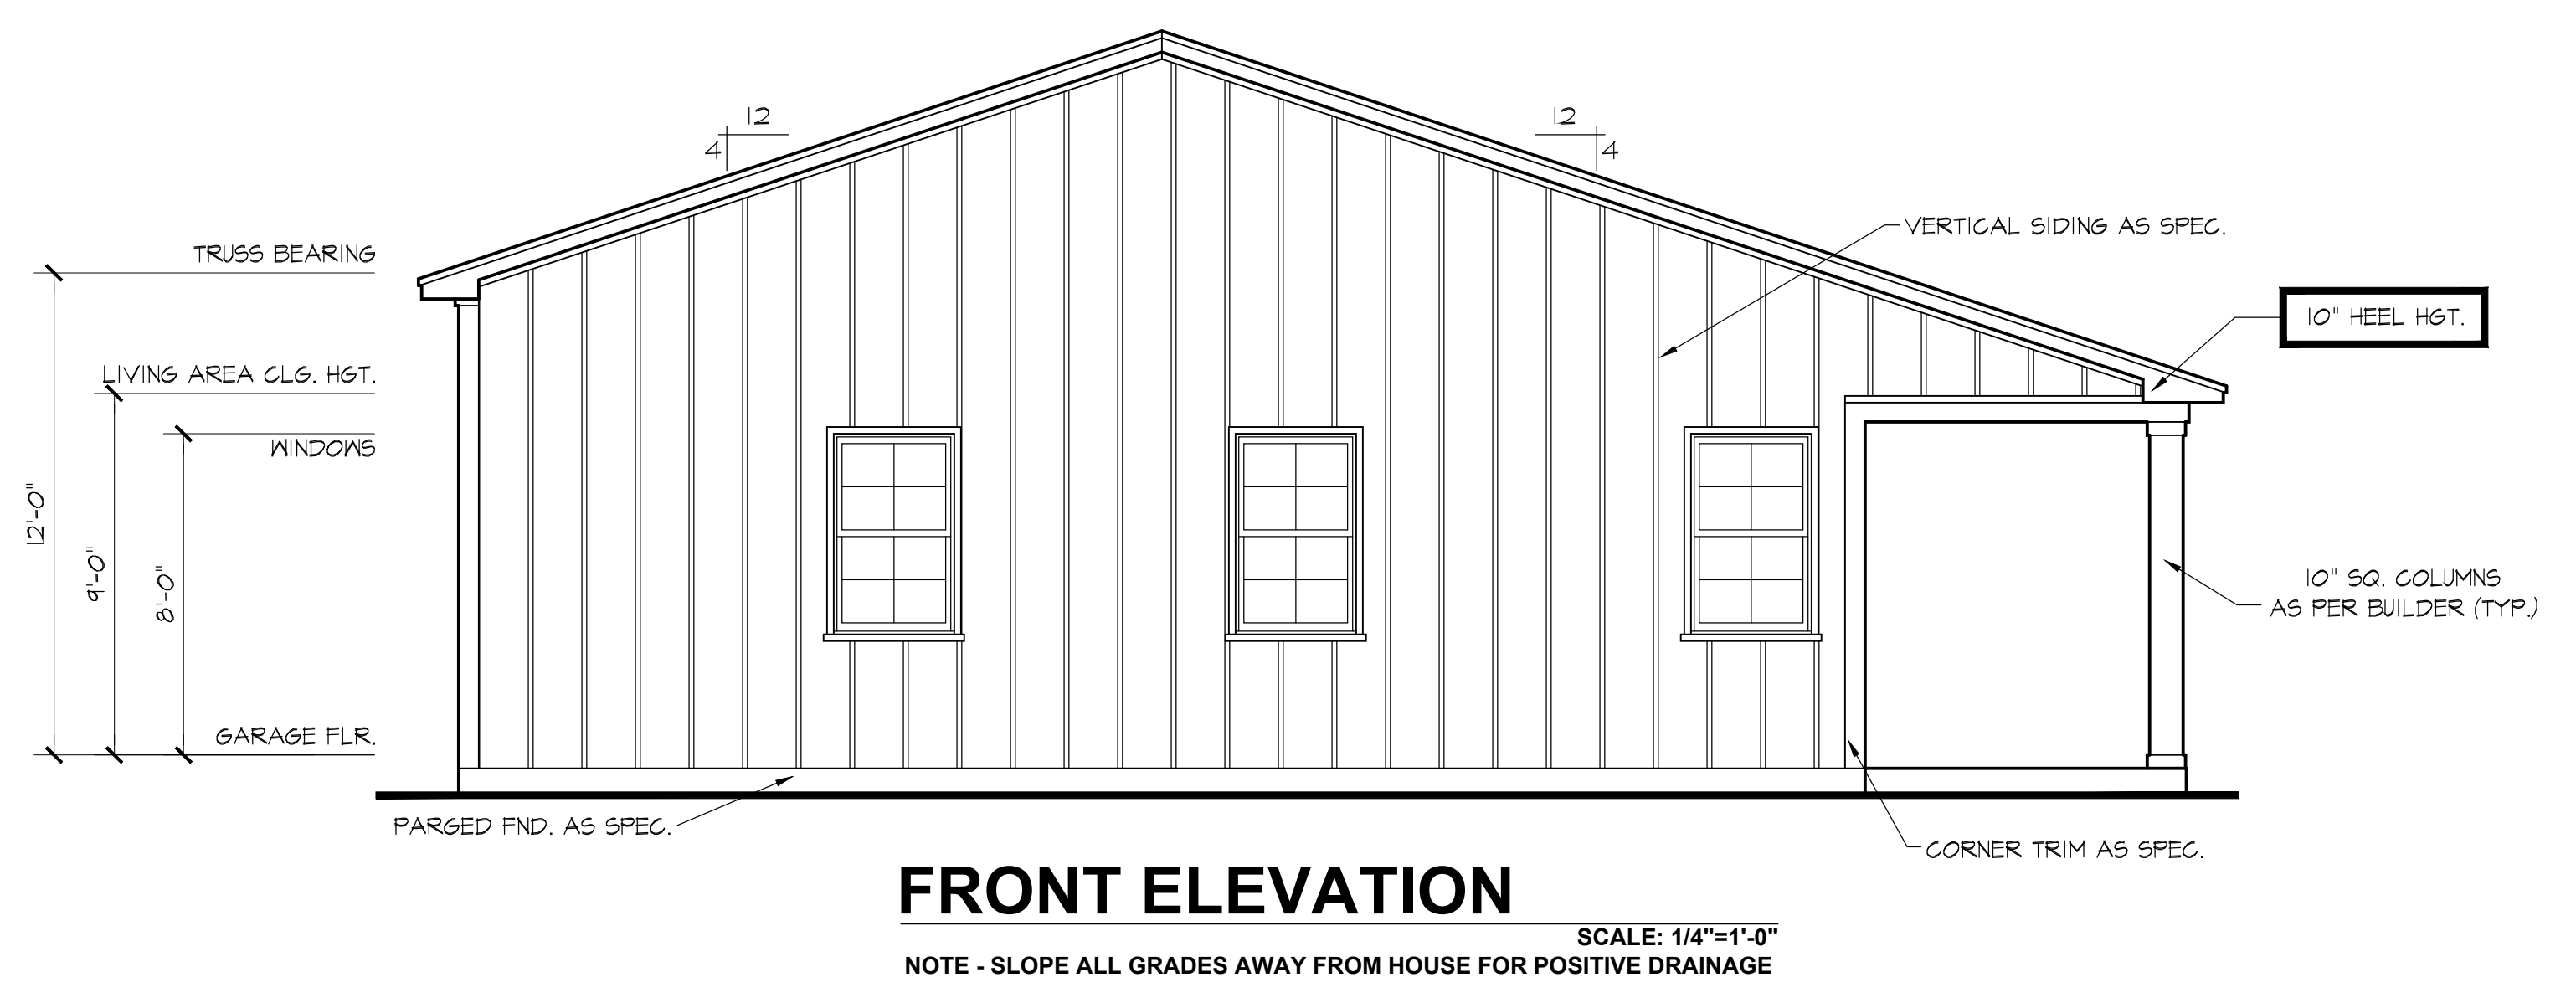 12
4
12
4
VERTICAL SIDING AS SPEC.
TRUSS BEARING
10" HEEL HGT.
LIVING AREA CLG. HGT.
WINDOWS
12'-0"
9'-0"
8'-0"
10" SQ. COLUMNS
AS PER BUILDER (TYP.)
GARAGE FLR.
PARGED FND. AS SPEC.
CORNER TRIM AS SPEC.
FRONT ELEVATION
SCALE: 1/4"=1'-0"
NOTE - SLOPE ALL GRADES AWAY FROM HOUSE FOR POSITIVE DRAINAGE